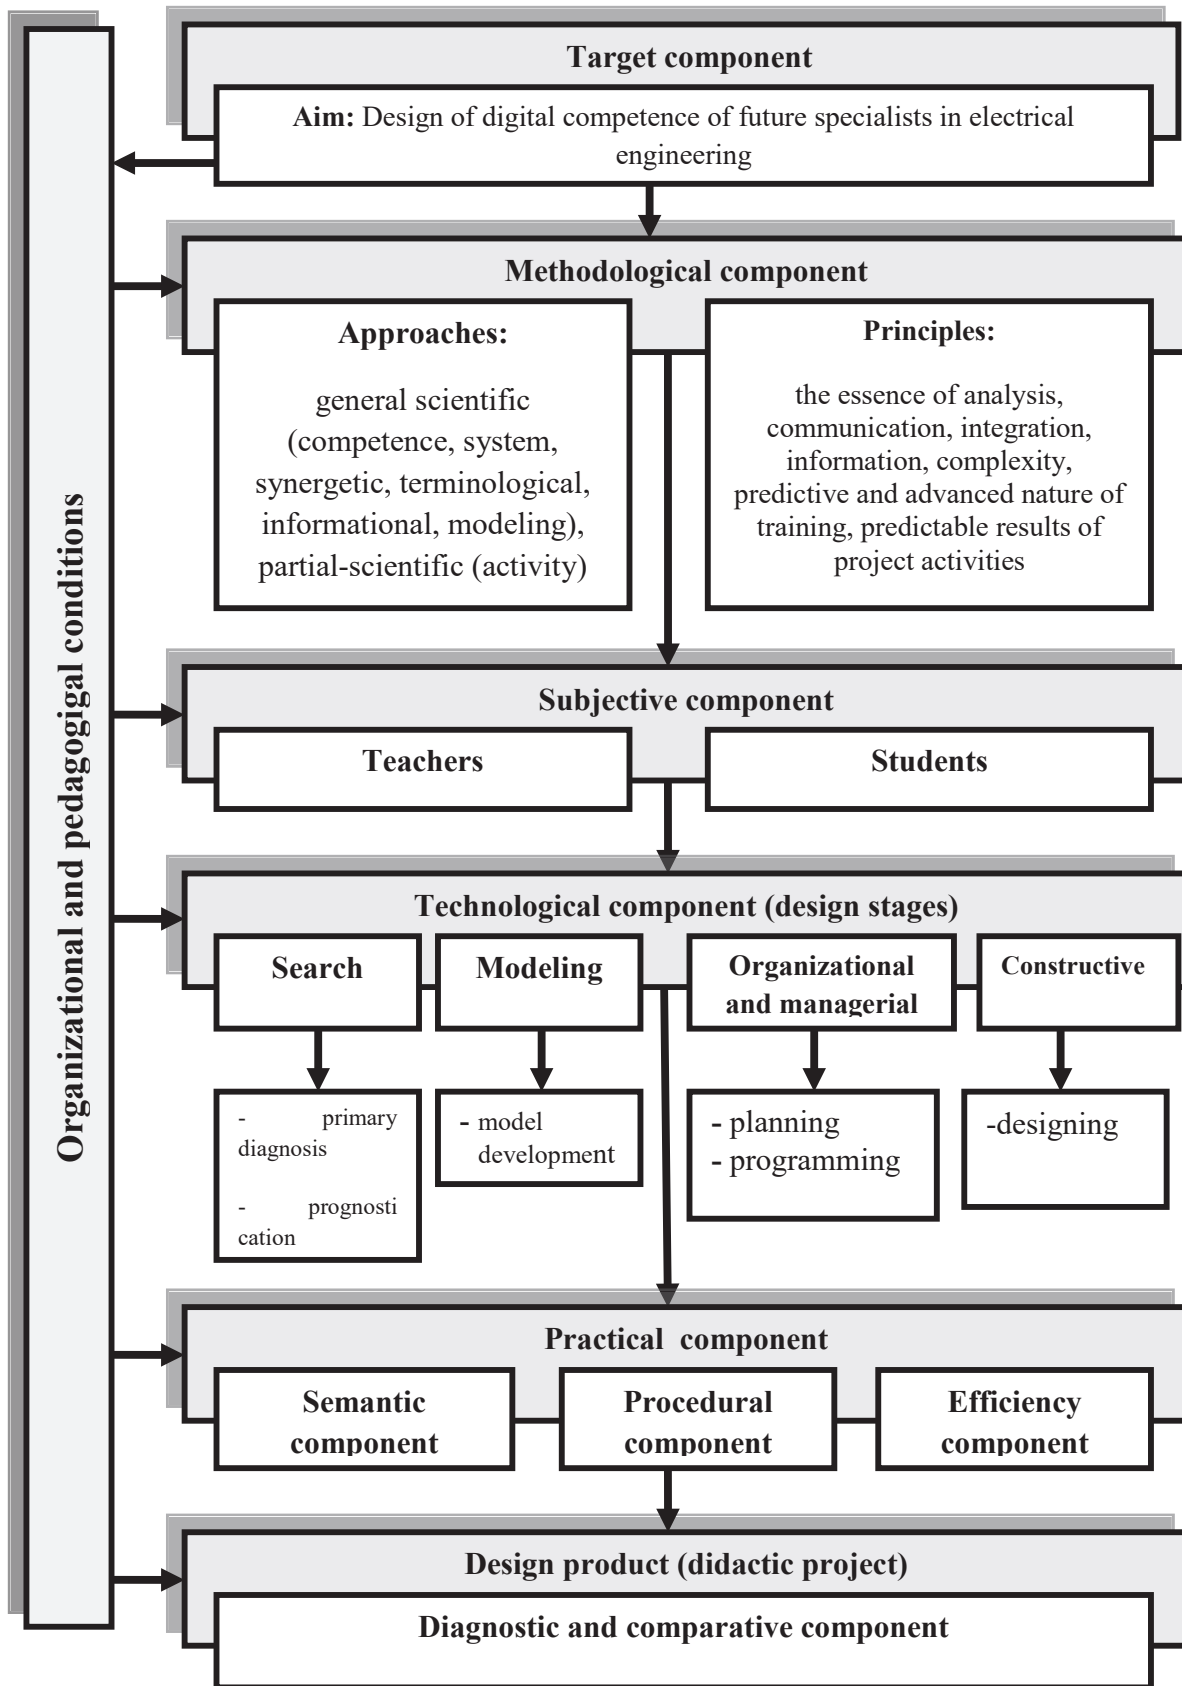 Organizational and pedagogigal conditions
Target component
Aim: Design of digital competence of future specialists in electrical
engineering
Methodological component
Approaches:
general scientific
(competence, system,
synergetic, terminological,
informational, modeling),
partial-scientific (activity)
Principles:
the essence of analysis,
communication, integration,
information, complexity,
predictive and advanced nature of
training, predictable results of
project activities
Subjective component
Teachers
Students
Technological component (design stages)
Search
Modeling
Organizational
and managerial
Constructive
- primary
diagnosis
- prognosti
cation
- model
development
- planning
- programming
-designing
Practical component
Semantic
component
Procedural
component
Efficiency
component
Design product (didactic project)
Diagnostic and comparative component